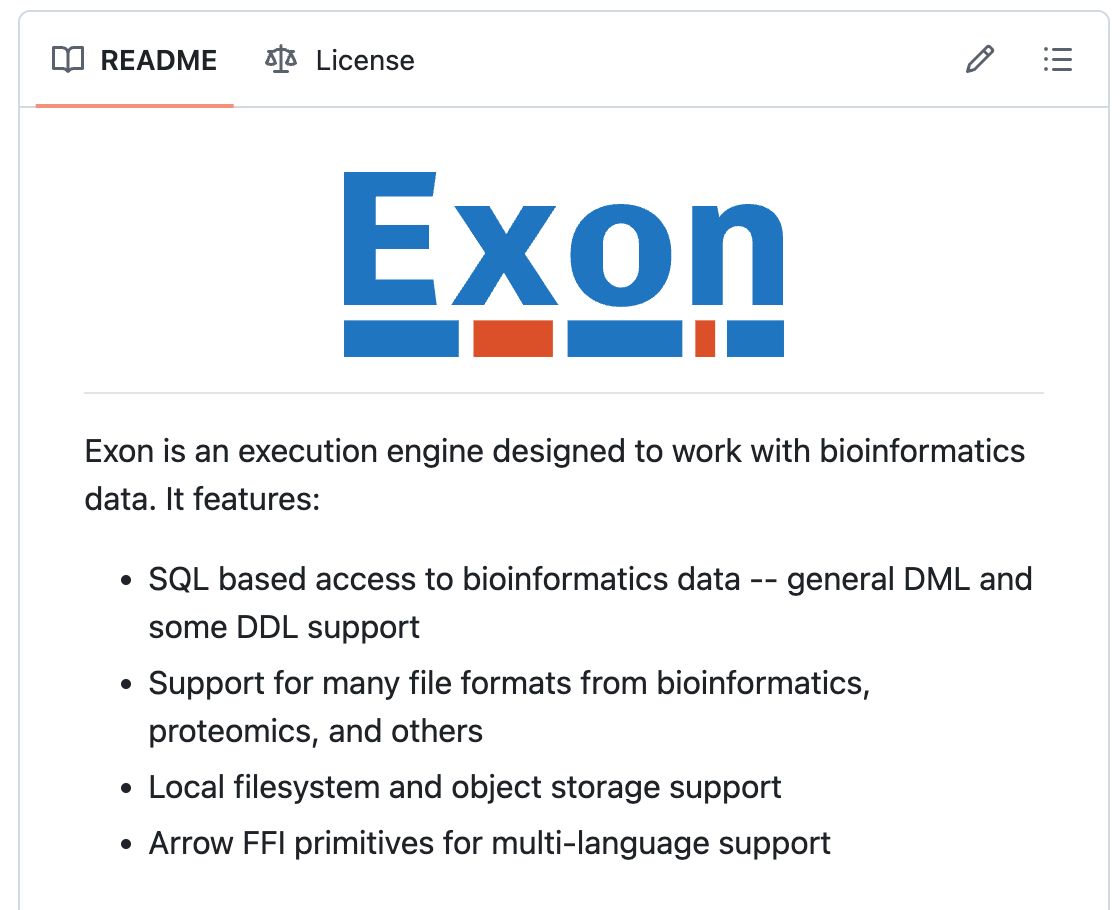 README License
Exon
Exon is an execution engine designed to work with bioinformatics
data. It features:
• SQL based access to bioinformatics data -- general DML and
some DDL support
• Support for many file formats from bioinformatics,
proteomics, and others
• Local filesystem and object storage support
• Arrow FFI primitives for multi-language support